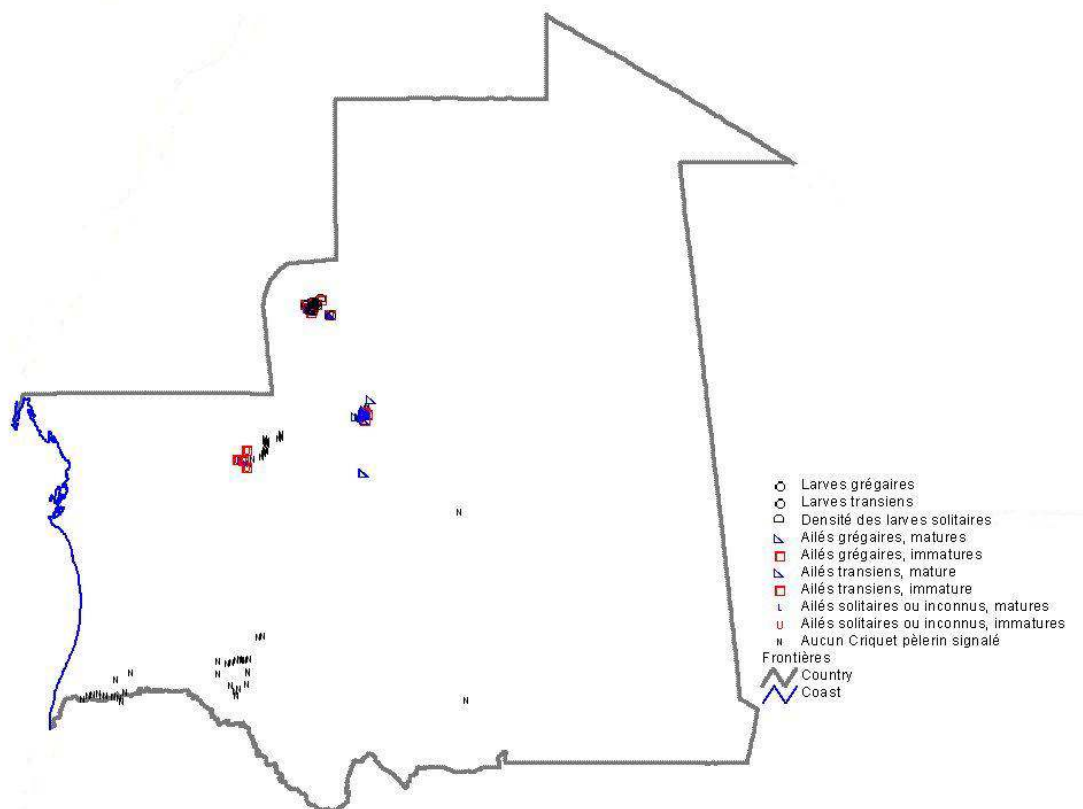 Larves grégaires
Larves transiens
Densité des larves solitaires
Ailés grégaires, matures
Ailés grégaires, immatures
Ailés transiens, mature
Ailés transiens, immature
L Ailés solitaires ou inconnus, matures
U Ailés solitaires ou inconnus, immatures
N Aucun Criquet pèlerin signalé
Frontières
Country
Coast